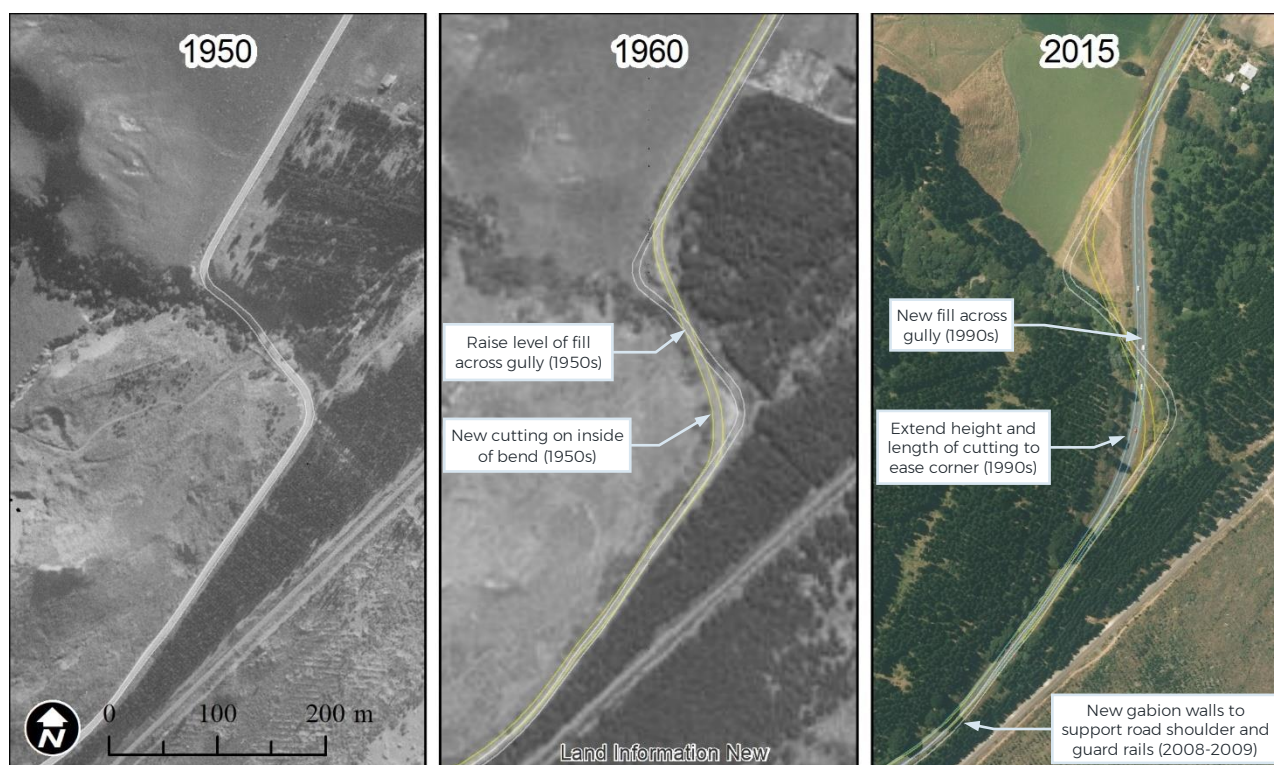 1950
N
0 100 200 m
1960
Raise level of fill
across gully (1950s)
New cutting on inside
of bend (1950s)
Land Information New
2015
New fill across
gully (1990s)
Extend height and
length of cutting to
ease corner (1990s)
New gabion walls to
support road shoulder and
guard rails (2008-2009)